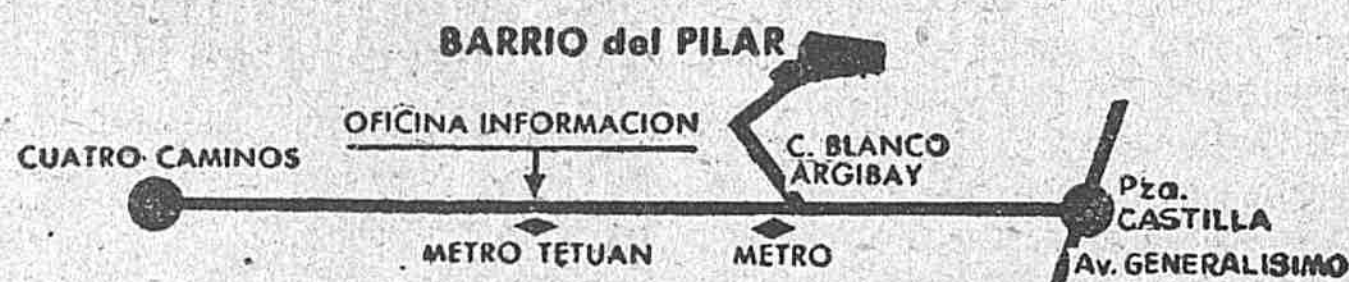 BARRIO del PILAR
OFICINA INFORMACION
CUATRO CAMINOS
C. BLANCO
ARGIBAY
Pza.
CASTILLA
METRO TETUAN
METRO
Av. GENERALISIMO